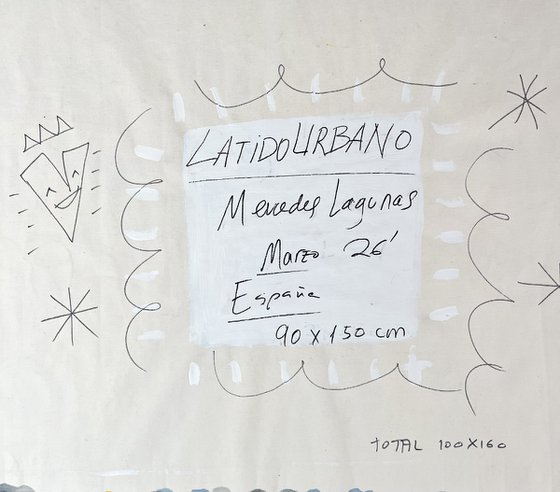 LATIDOURBANO
Mercedes Lagunas
Marzo 26'
España
90 x 150 cm
TOTAL 100X160